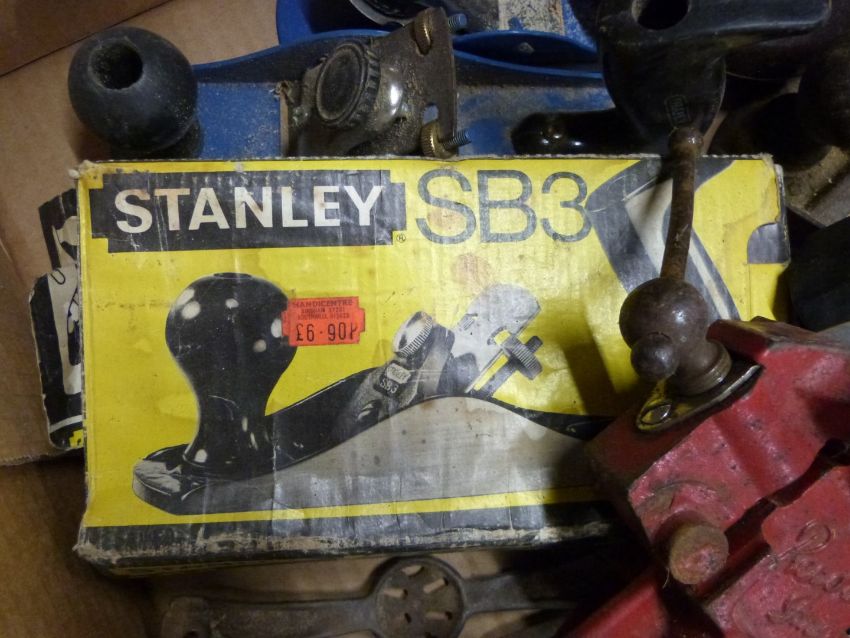 STANLEY
®
SB3
HANDICENTRE
£6·90P
SB3